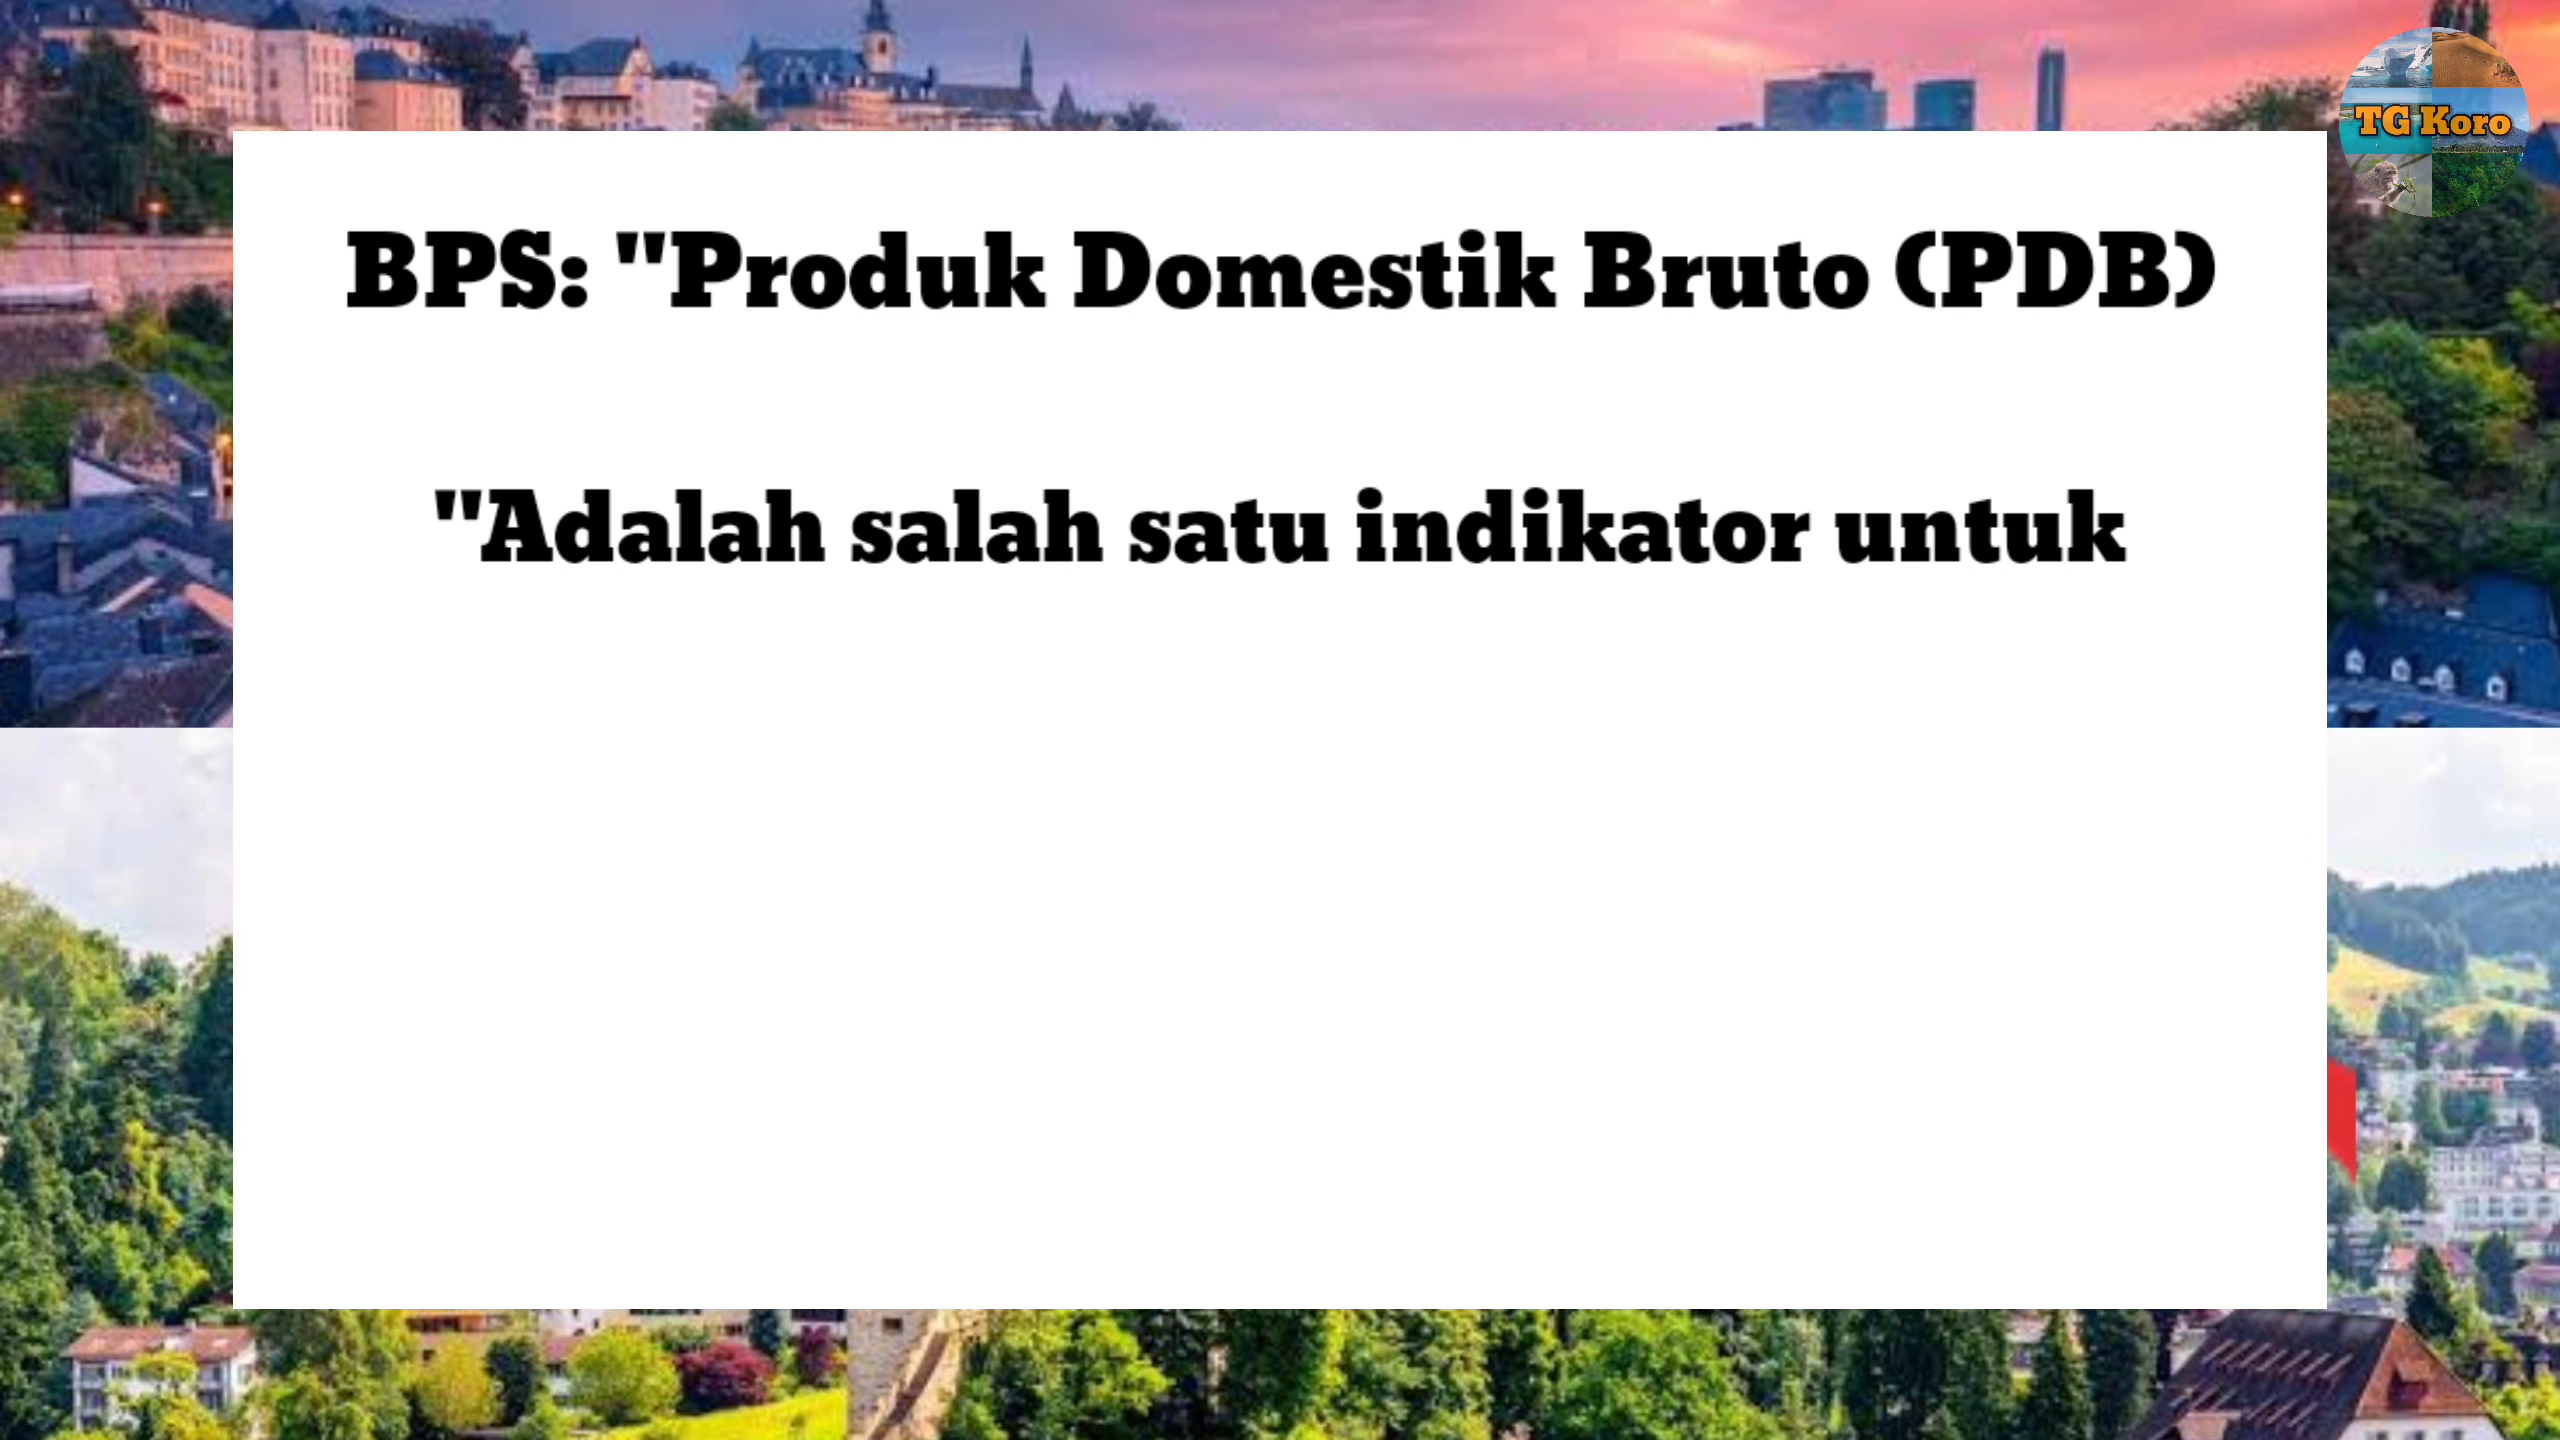 TG Koro
BPS: "Produk Domestik Bruto (PDB)
"Adalah salah satu indikator untuk